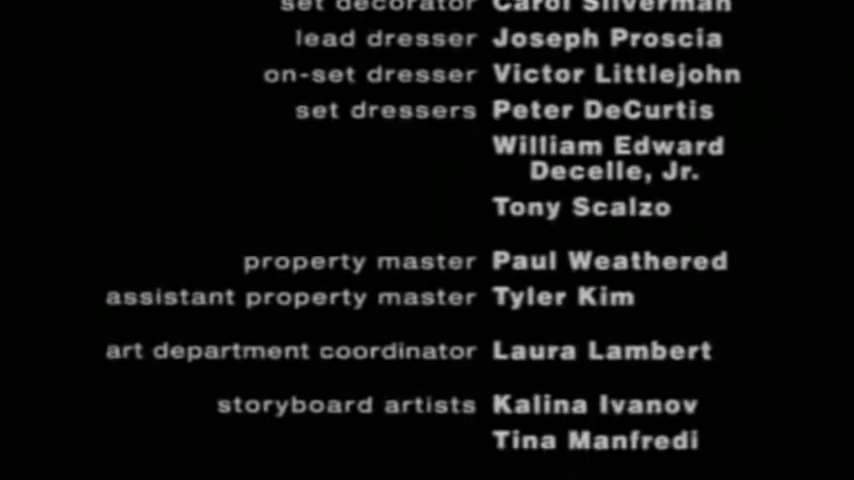 set decorator Carol Silverman
lead dresser Joseph Proscia
on-set dresser Victor Littlejohn
set dressers Peter DeCurtis
William Edward
Decelle, Jr.
Tony Scalzo
property master Paul Weathered
assistant property master Tyler Kim
art department coordinator Laura Lambert
storyboard artists Kalina Ivanov
Tina Manfredi